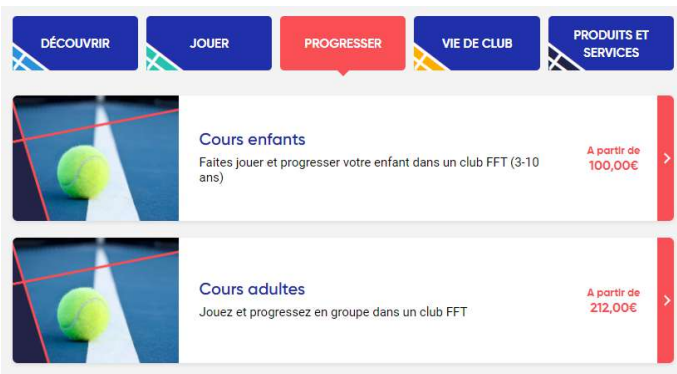 DÉCOUVRIR
JOUER
PROGRESSER
VIE DE CLUB
PRODUITS ET
SERVICES
Cours enfants
Faites jouer et progresser votre enfant dans un club FFT (3-10
ans)
A partir de
100,00€
Cours adultes
Jouez et progressez en groupe dans un club FFT
A partir de
212,00€